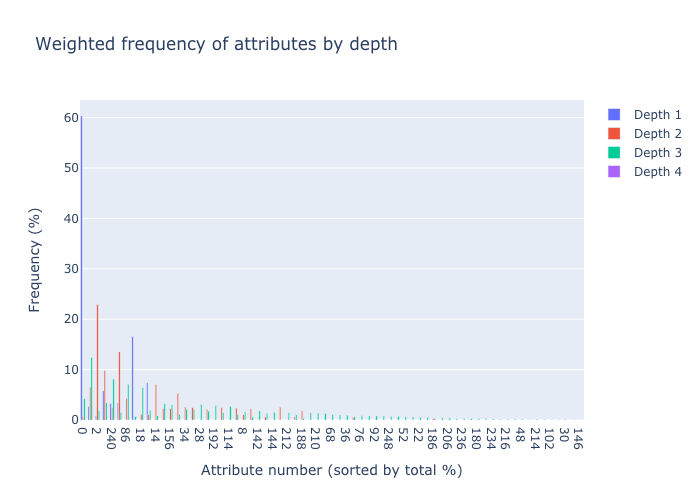 Weighted frequency of attributes by depth
Depth 1
Depth 2
Depth 3
Depth 4
Frequency (%)
60
50
40
30
20
10
0
0 2 240 86 18 14 156 34 28 192 114 8 142 144 212 188 210 68 36 76 92 248 52 22 186 206 236 180 234 16 48 214 102 30 146
Attribute number (sorted by total %)